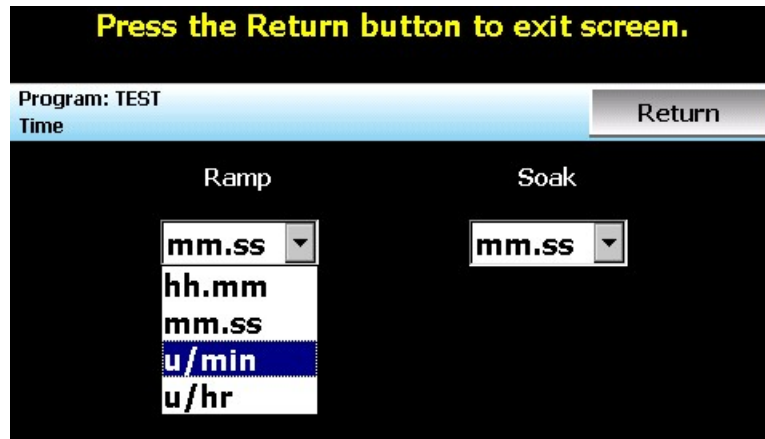 Press the Return button to exit screen.
Program: TEST
Time
Return
Ramp
Soak
mm.ss
mm.ss
hh.mm
mm.ss
u/min
u/hr